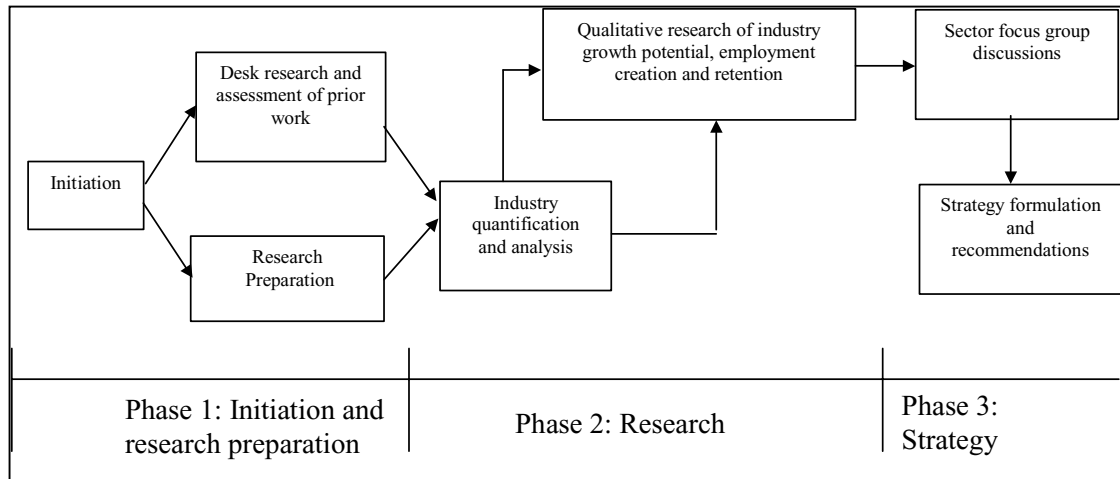 Initiation
Desk research and
assessment of prior
work
Research
Preparation
Industry
quantification
and analysis
Qualitative research of industry
growth potential, employment
creation and retention
Sector focus group
discussions
Strategy formulation
and
recommendations
Phase 1: Initiation and
research preparation
Phase 2: Research
Phase 3:
Strategy